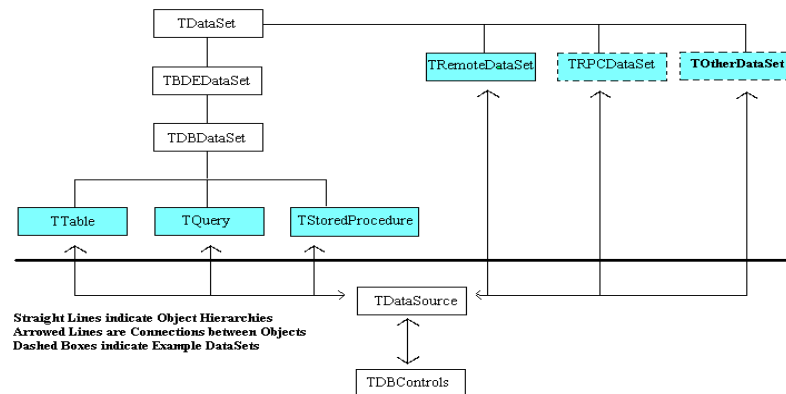 TDataSet
TBDEDataSet
TRemoteDataSet
TRPCDataSet
TOtherDataSet
TDBDataSet
TTable
TQuery
TStoredProcedure
TDataSource
Straight Lines indicate Object Hierarchies
Arrowed Lines are Connections between Objects
Dashed Boxes indicate Example DataSets
TDBControls